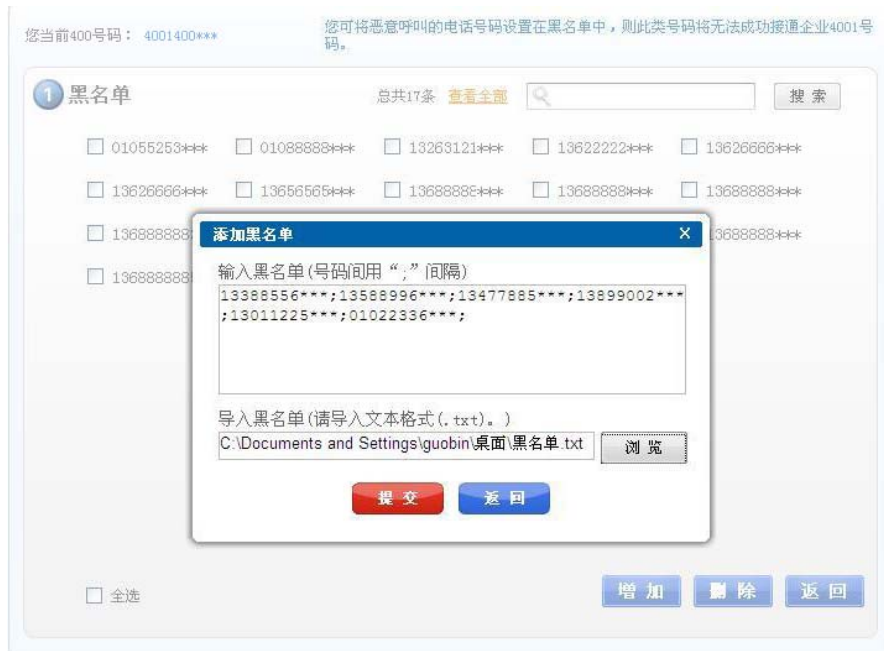 您当前400号码： 4001400***
您可将恶意呼叫的电话号码设置在黑名单中，则此类号码将无法成功接通企业4001号
码。
1 黑名单 总共17条 查看全部 搜 索
01055253*** 01088888*** 13263121*** 13622222*** 13626666***
13626666*** 13656565*** 13688888*** 13688888*** 13688888***
136888888 13688888***
136888888
添加黑名单 X
输入黑名单(号码间用“;”间隔)
13388556***;13588996***;13477885***;13899002***
;13011225***;01022336***;
导入黑名单(请导入文本格式(.txt)。)
C:\Documents and Settings\guobin\桌面\黑名单.txt 浏 览
提 交 返 回
全选 增 加 删 除 返 回